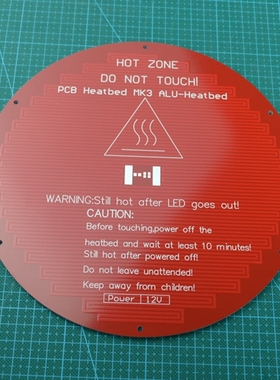 HOT ZONE
DO NOT TOUCH!
PCB Heatbed MK3 ALU-Heatbed
WARNING:Still hot after LED goes out!
CAUTION:
Before touching,power off the
heatbed and wait at least 10 minutes!
Still hot after powered off!
Do not leave unattended!
Keep away from children!
Power 12V